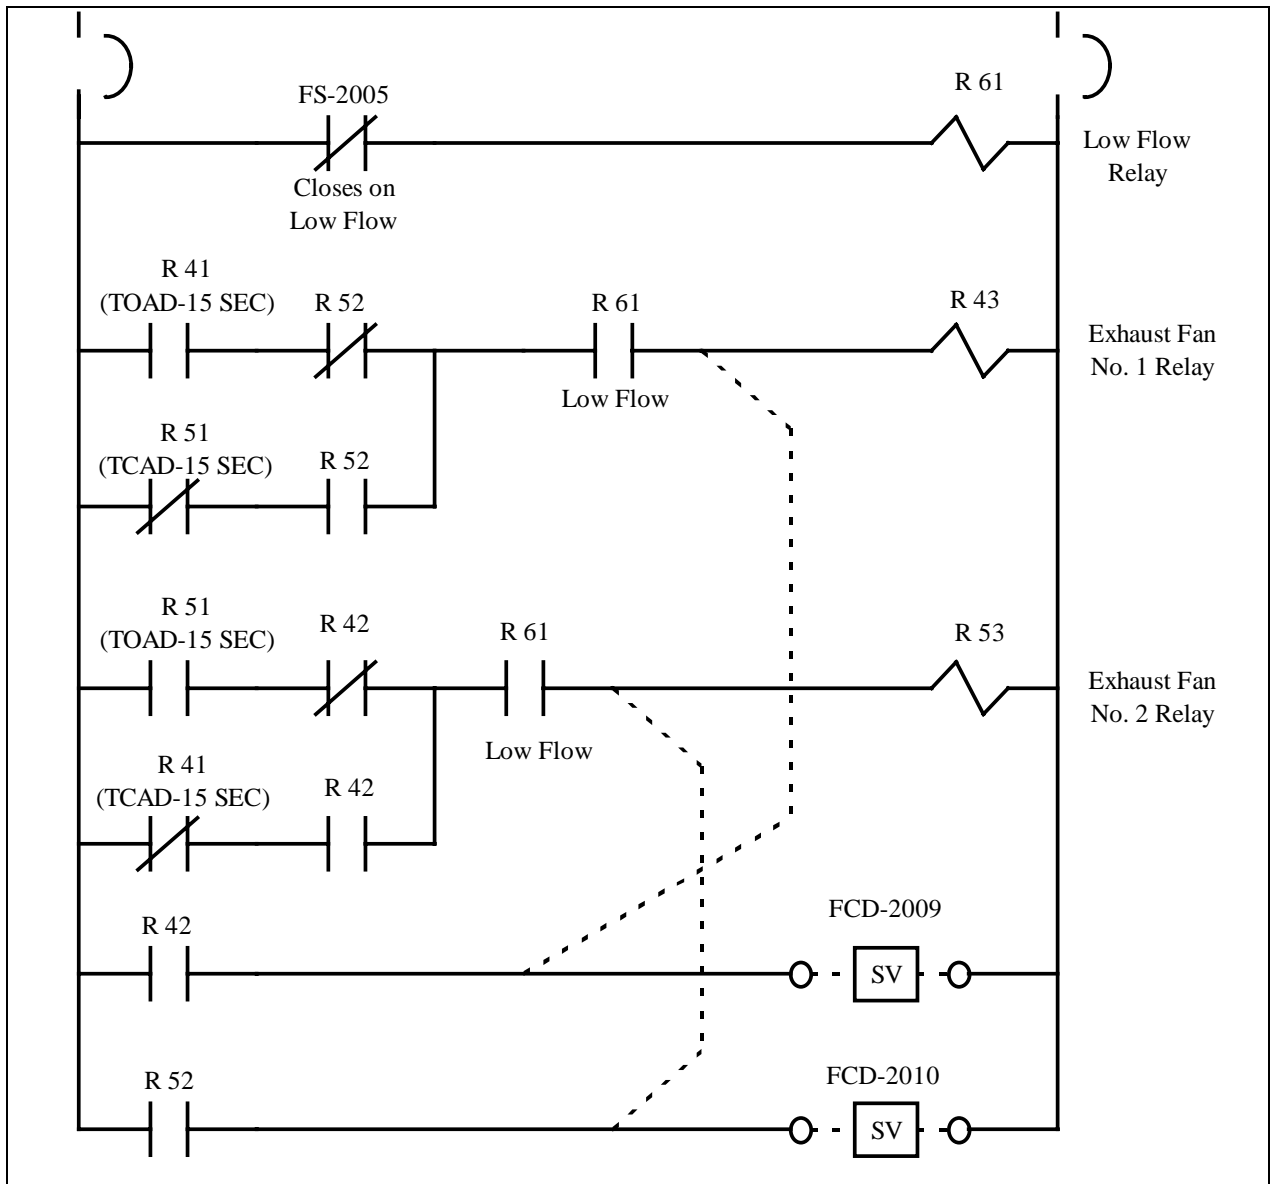 FS-2005
R 61
Closes on
Low Flow
Low Flow
Relay
R 41
(TOAD-15 SEC)
R 52
R 61
R 43
Low Flow
Exhaust Fan
No. 1 Relay
R 51
(TCAD-15 SEC)
R 52
R 51
(TOAD-15 SEC)
R 42
R 61
R 53
Low Flow
Exhaust Fan
No. 2 Relay
R 41
(TCAD-15 SEC)
R 42
R 42
FCD-2009
SV
R 52
FCD-2010
SV